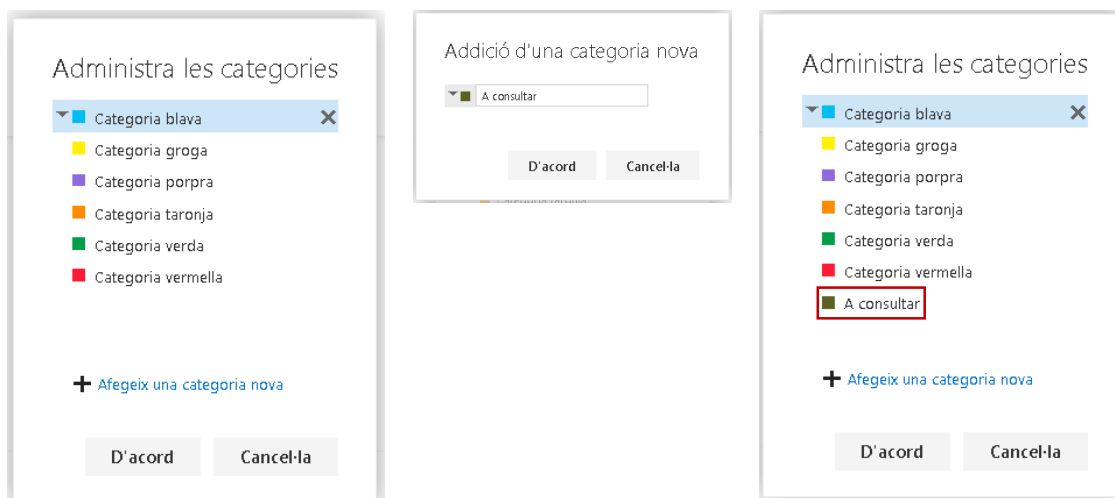 Administra les categories
Categoria blava
Categoria groga
Categoria porpra
Categoria taronja
Categoria verda
Categoria vermella
Afegeix una categoria nova
D'acord Cancel·la
Addició d'una categoria nova
A consultar
D'acord Cancel·la
Administra les categories
Categoria blava
Categoria groga
Categoria porpra
Categoria taronja
Categoria verda
Categoria vermella
A consultar
Afegeix una categoria nova
D'acord Cancel·la